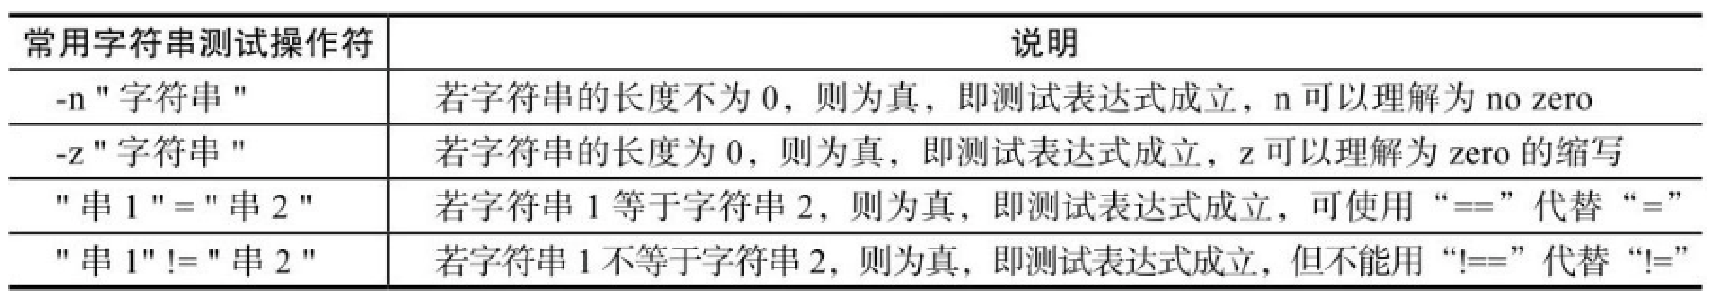 常用字符串测试操作符 说明
-n " 字符串 " 若字符串的长度不为 0，则为真，即测试表达式成立，n 可以理解为 no zero
-z " 字符串 " 若字符串的长度为 0，则为真，即测试表达式成立，z 可以理解为 zero 的缩写
" 串 1 " = " 串 2 " 若字符串 1 等于字符串 2，则为真，即测试表达式成立，可使用“==”代替“=”
" 串 1" != " 串 2 " 若字符串 1 不等于字符串 2，则为真，即测试表达式成立，但不能用“!==”代替“!=”